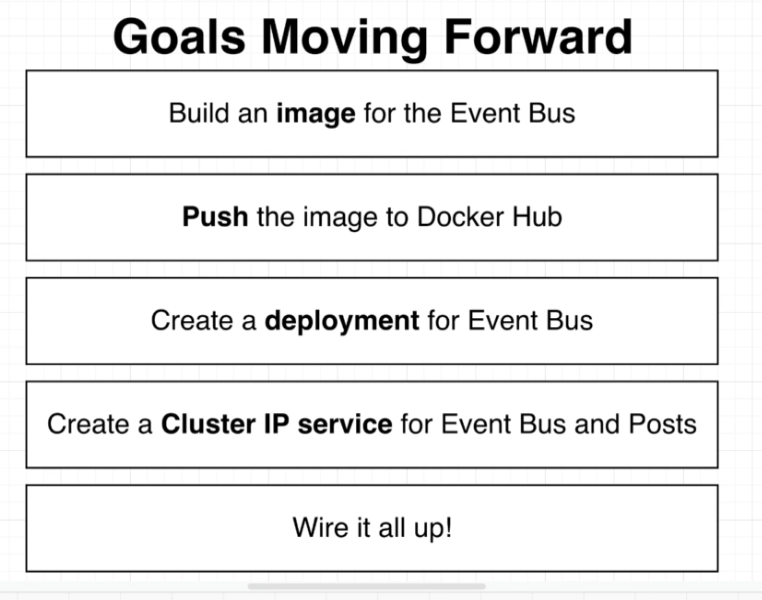 Goals Moving Forward
Build an image for the Event Bus
Push the image to Docker Hub
Create a deployment for Event Bus
Create a Cluster IP service for Event Bus and Posts
Wire it all up!